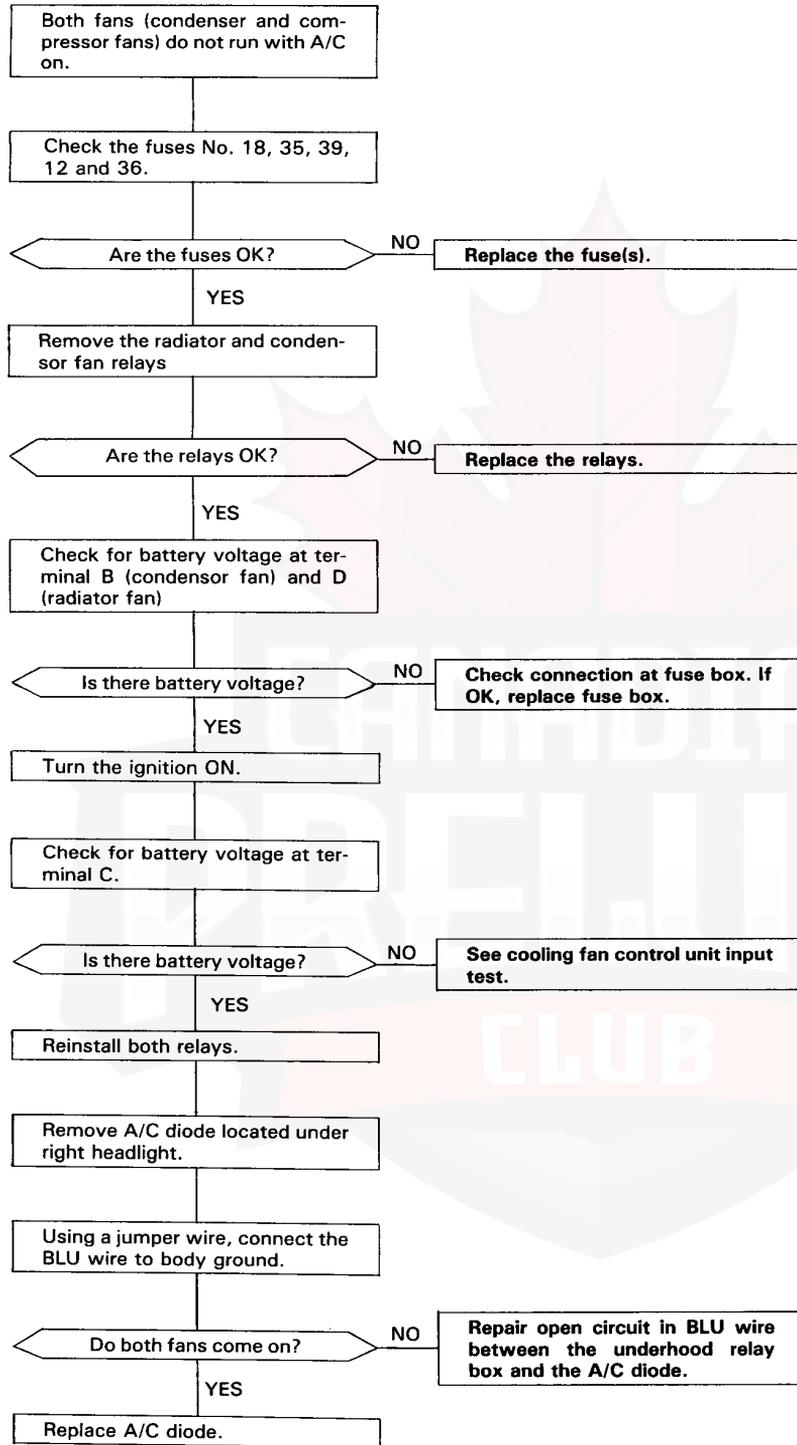 Both fans (condenser and com-
pressor fans) do not run with A/C
on.
Check the fuses No. 18, 35, 39,
12 and 36.
Are the fuses OK?
NO
Replace the fuse(s).
YES
Remove the radiator and conden-
sor fan relays
Are the relays OK?
NO
Replace the relays.
YES
Check for battery voltage at ter-
minal B (condensor fan) and D
(radiator fan)
Is there battery voltage?
NO
Check connection at fuse box. If
OK, replace fuse box.
YES
Turn the ignition ON.
Check for battery voltage at ter-
minal C.
Is there battery voltage?
NO
See cooling fan control unit input
test.
YES
Reinstall both relays.
Remove A/C diode located under
right headlight.
Using a jumper wire, connect the
BLU wire to body ground.
Do both fans come on?
NO
Repair open circuit in BLU wire
between the underhood relay
box and the A/C diode.
YES
Replace A/C diode.
CANADIA
PRELU
CLUB